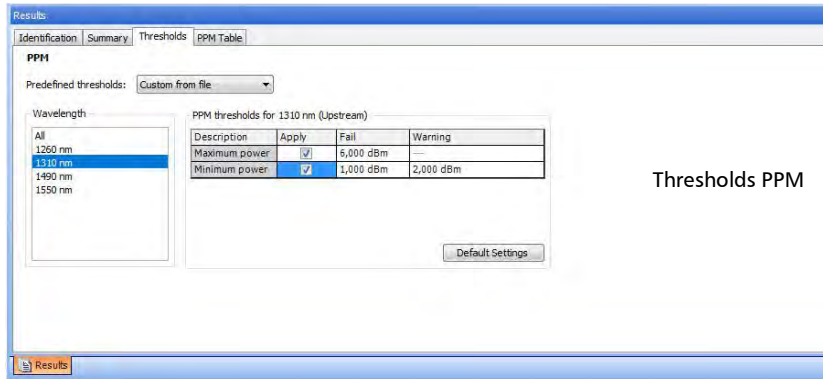 Results
Identification Summary Thresholds PPM Table
PPM
Predefined thresholds: Custom from file
Wavelength
All
1260 nm
1310 nm
1490 nm
1550 nm
PPM thresholds for 1310 nm (Upstream)
Description Apply Fail Warning
Maximum power 6,000 dBm ---
Minimum power 1,000 dBm 2,000 dBm
Default Settings
Thresholds PPM
Results